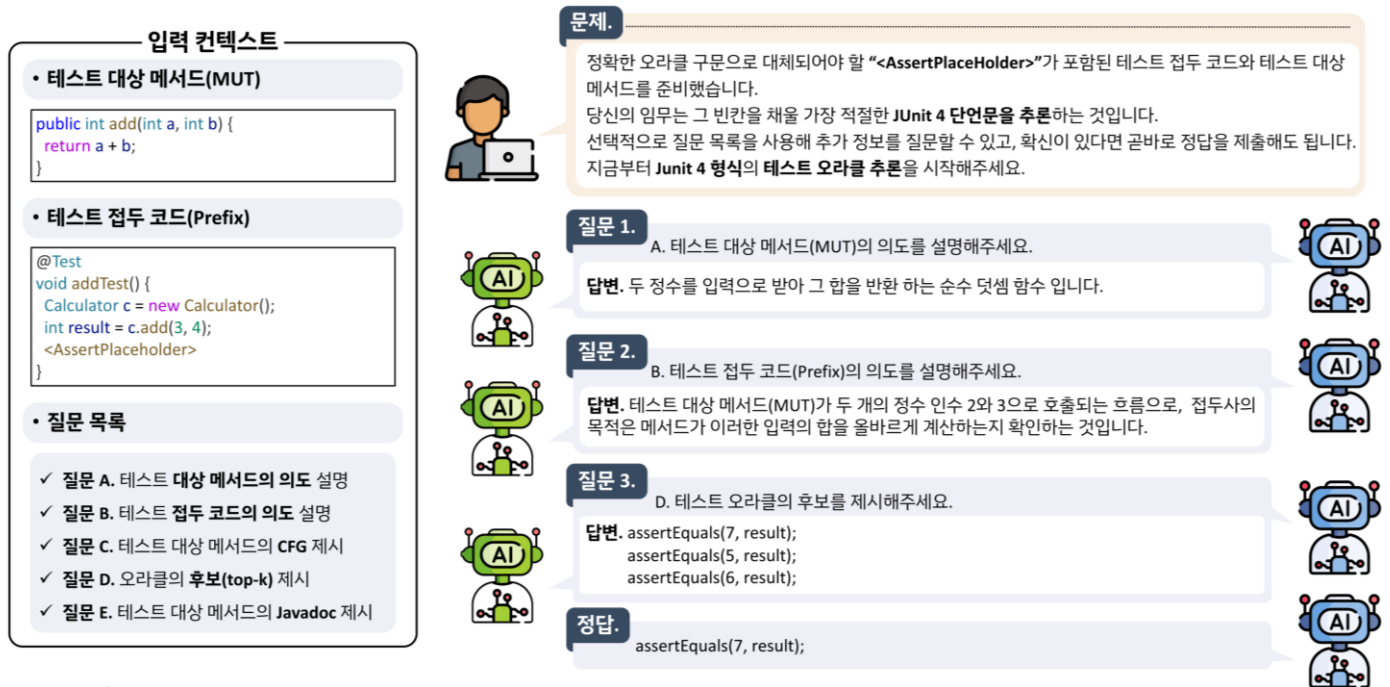 입력 컨텍스트
• 테스트 대상 메서드(MUT)
public int add(int a, int b) {
return a + b;
}
• 테스트 접두 코드(Prefix)
@Test
void addTest() {
Calculator c = new Calculator();
int result = c.add(3, 4);
<AssertPlaceholder>
}
• 질문 목록
✓ 질문 A. 테스트 대상 메서드의 의도 설명
✓ 질문 B. 테스트 접두 코드의 의도 설명
✓ 질문 C. 테스트 대상 메서드의 CFG 제시
✓ 질문 D. 오라클의 후보(top-k) 제시
✓ 질문 E. 테스트 대상 메서드의 Javadoc 제시
문제.
정확한 오라클 구문으로 대체되어야 할 “<AssertPlaceHolder>”가 포함된 테스트 접두 코드와 테스트 대상
메서드를 준비했습니다.
당신의 임무는 그 빈칸을 채울 가장 적절한 JUnit 4 단언문을 추론하는 것입니다.
선택적으로 질문 목록을 사용해 추가 정보를 질문할 수 있고, 확신이 있다면 곧바로 정답을 제출해도 됩니다.
지금부터 Junit 4 형식의 테스트 오라클 추론을 시작해주세요.
질문 1.
A. 테스트 대상 메서드(MUT)의 의도를 설명해주세요.
AI
AI
답변. 두 정수를 입력으로 받아 그 합을 반환 하는 순수 덧셈 함수 입니다.
질문 2.
B. 테스트 접두 코드(Prefix)의 의도를 설명해주세요.
AI
AI
답변. 테스트 대상 메서드(MUT)가 두 개의 정수 인수 2와 3으로 호출되는 흐름으로, 접두사의
목적은 메서드가 이러한 입력의 합을 올바르게 계산하는지 확인하는 것입니다.
질문 3.
D. 테스트 오라클의 후보를 제시해주세요.
AI
AI
답변. assertEquals(7, result);
assertEquals(5, result);
assertEquals(6, result);
정답.
assertEquals(7, result);
AI